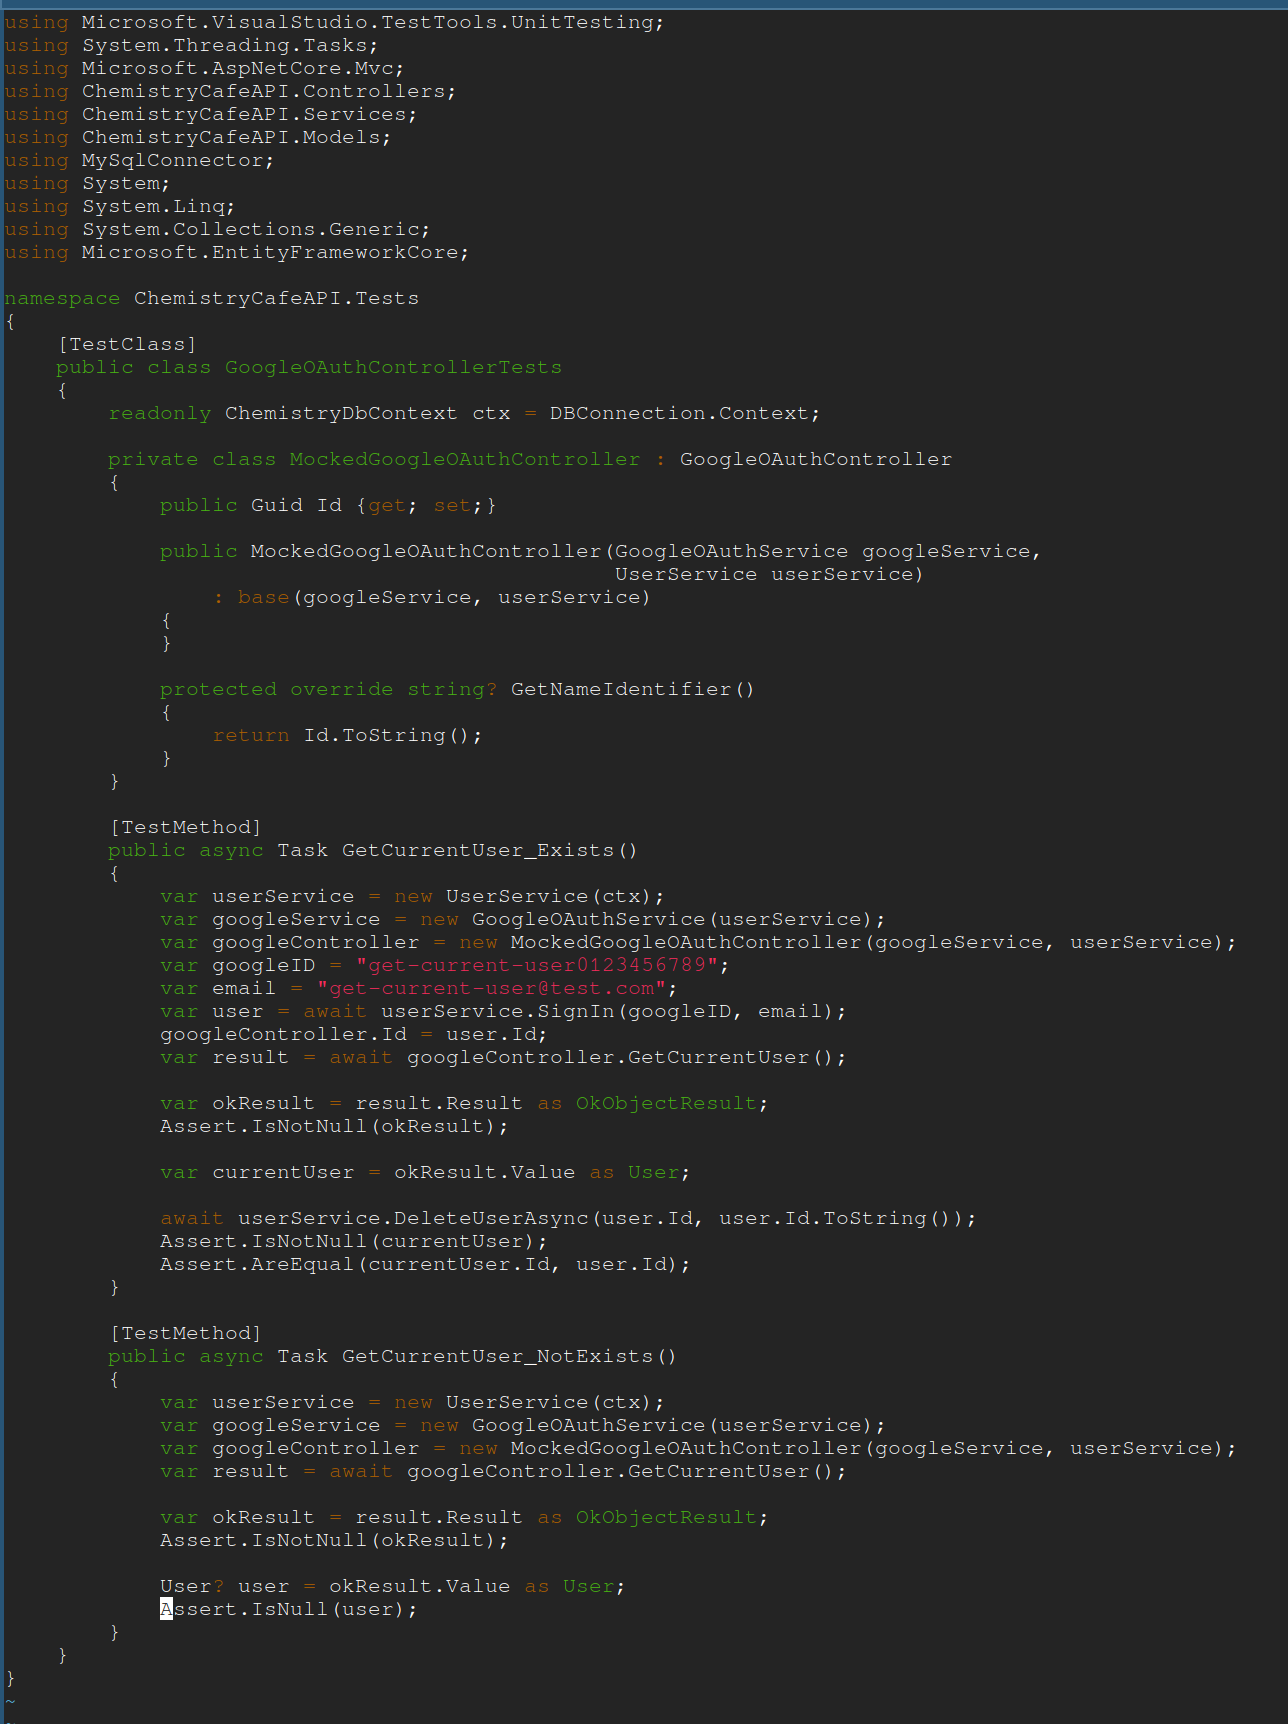 using Microsoft.VisualStudio.TestTools.UnitTesting;
using System.Threading.Tasks;
using Microsoft.AspNetCore.Mvc;
using ChemistryCafeAPI.Controllers;
using ChemistryCafeAPI.Services;
using ChemistryCafeAPI.Models;
using MySqlConnector;
using System;
using System.Linq;
using System.Collections.Generic;
using Microsoft.EntityFrameworkCore;

namespace ChemistryCafeAPI.Tests
{
    [TestClass]
    public class GoogleOAuthControllerTests
    {
        readonly ChemistryDbContext ctx = DBConnection.Context;

        private class MockedGoogleOAuthController : GoogleOAuthController
        {
            public Guid Id {get; set;}

            public MockedGoogleOAuthController(GoogleOAuthService googleService,
                                               UserService userService)
                : base(googleService, userService)
            {
            }

            protected override string? GetNameIdentifier()
            {
                return Id.ToString();
            }
        }

        [TestMethod]
        public async Task GetCurrentUser_Exists()
        {
            var userService = new UserService(ctx);
            var googleService = new GoogleOAuthService(userService);
            var googleController = new MockedGoogleOAuthController(googleService, userService);
            var googleID = "get-current-user0123456789";
            var email = "get-current-user@test.com";
            var user = await userService.SignIn(googleID, email);
            googleController.Id = user.Id;
            var result = await googleController.GetCurrentUser();

            var okResult = result.Result as OkObjectResult;
            Assert.IsNotNull(okResult);

            var currentUser = okResult.Value as User;

            await userService.DeleteUserAsync(user.Id, user.Id.ToString());
            Assert.IsNotNull(currentUser);
            Assert.AreEqual(currentUser.Id, user.Id);
        }

        [TestMethod]
        public async Task GetCurrentUser_NotExists()
        {
            var userService = new UserService(ctx);
            var googleService = new GoogleOAuthService(userService);
            var googleController = new MockedGoogleOAuthController(googleService, userService);
            var result = await googleController.GetCurrentUser();

            var okResult = result.Result as OkObjectResult;
            Assert.IsNotNull(okResult);

            User? user = okResult.Value as User;
            Assert.IsNull(user);
        }
    }
}
~